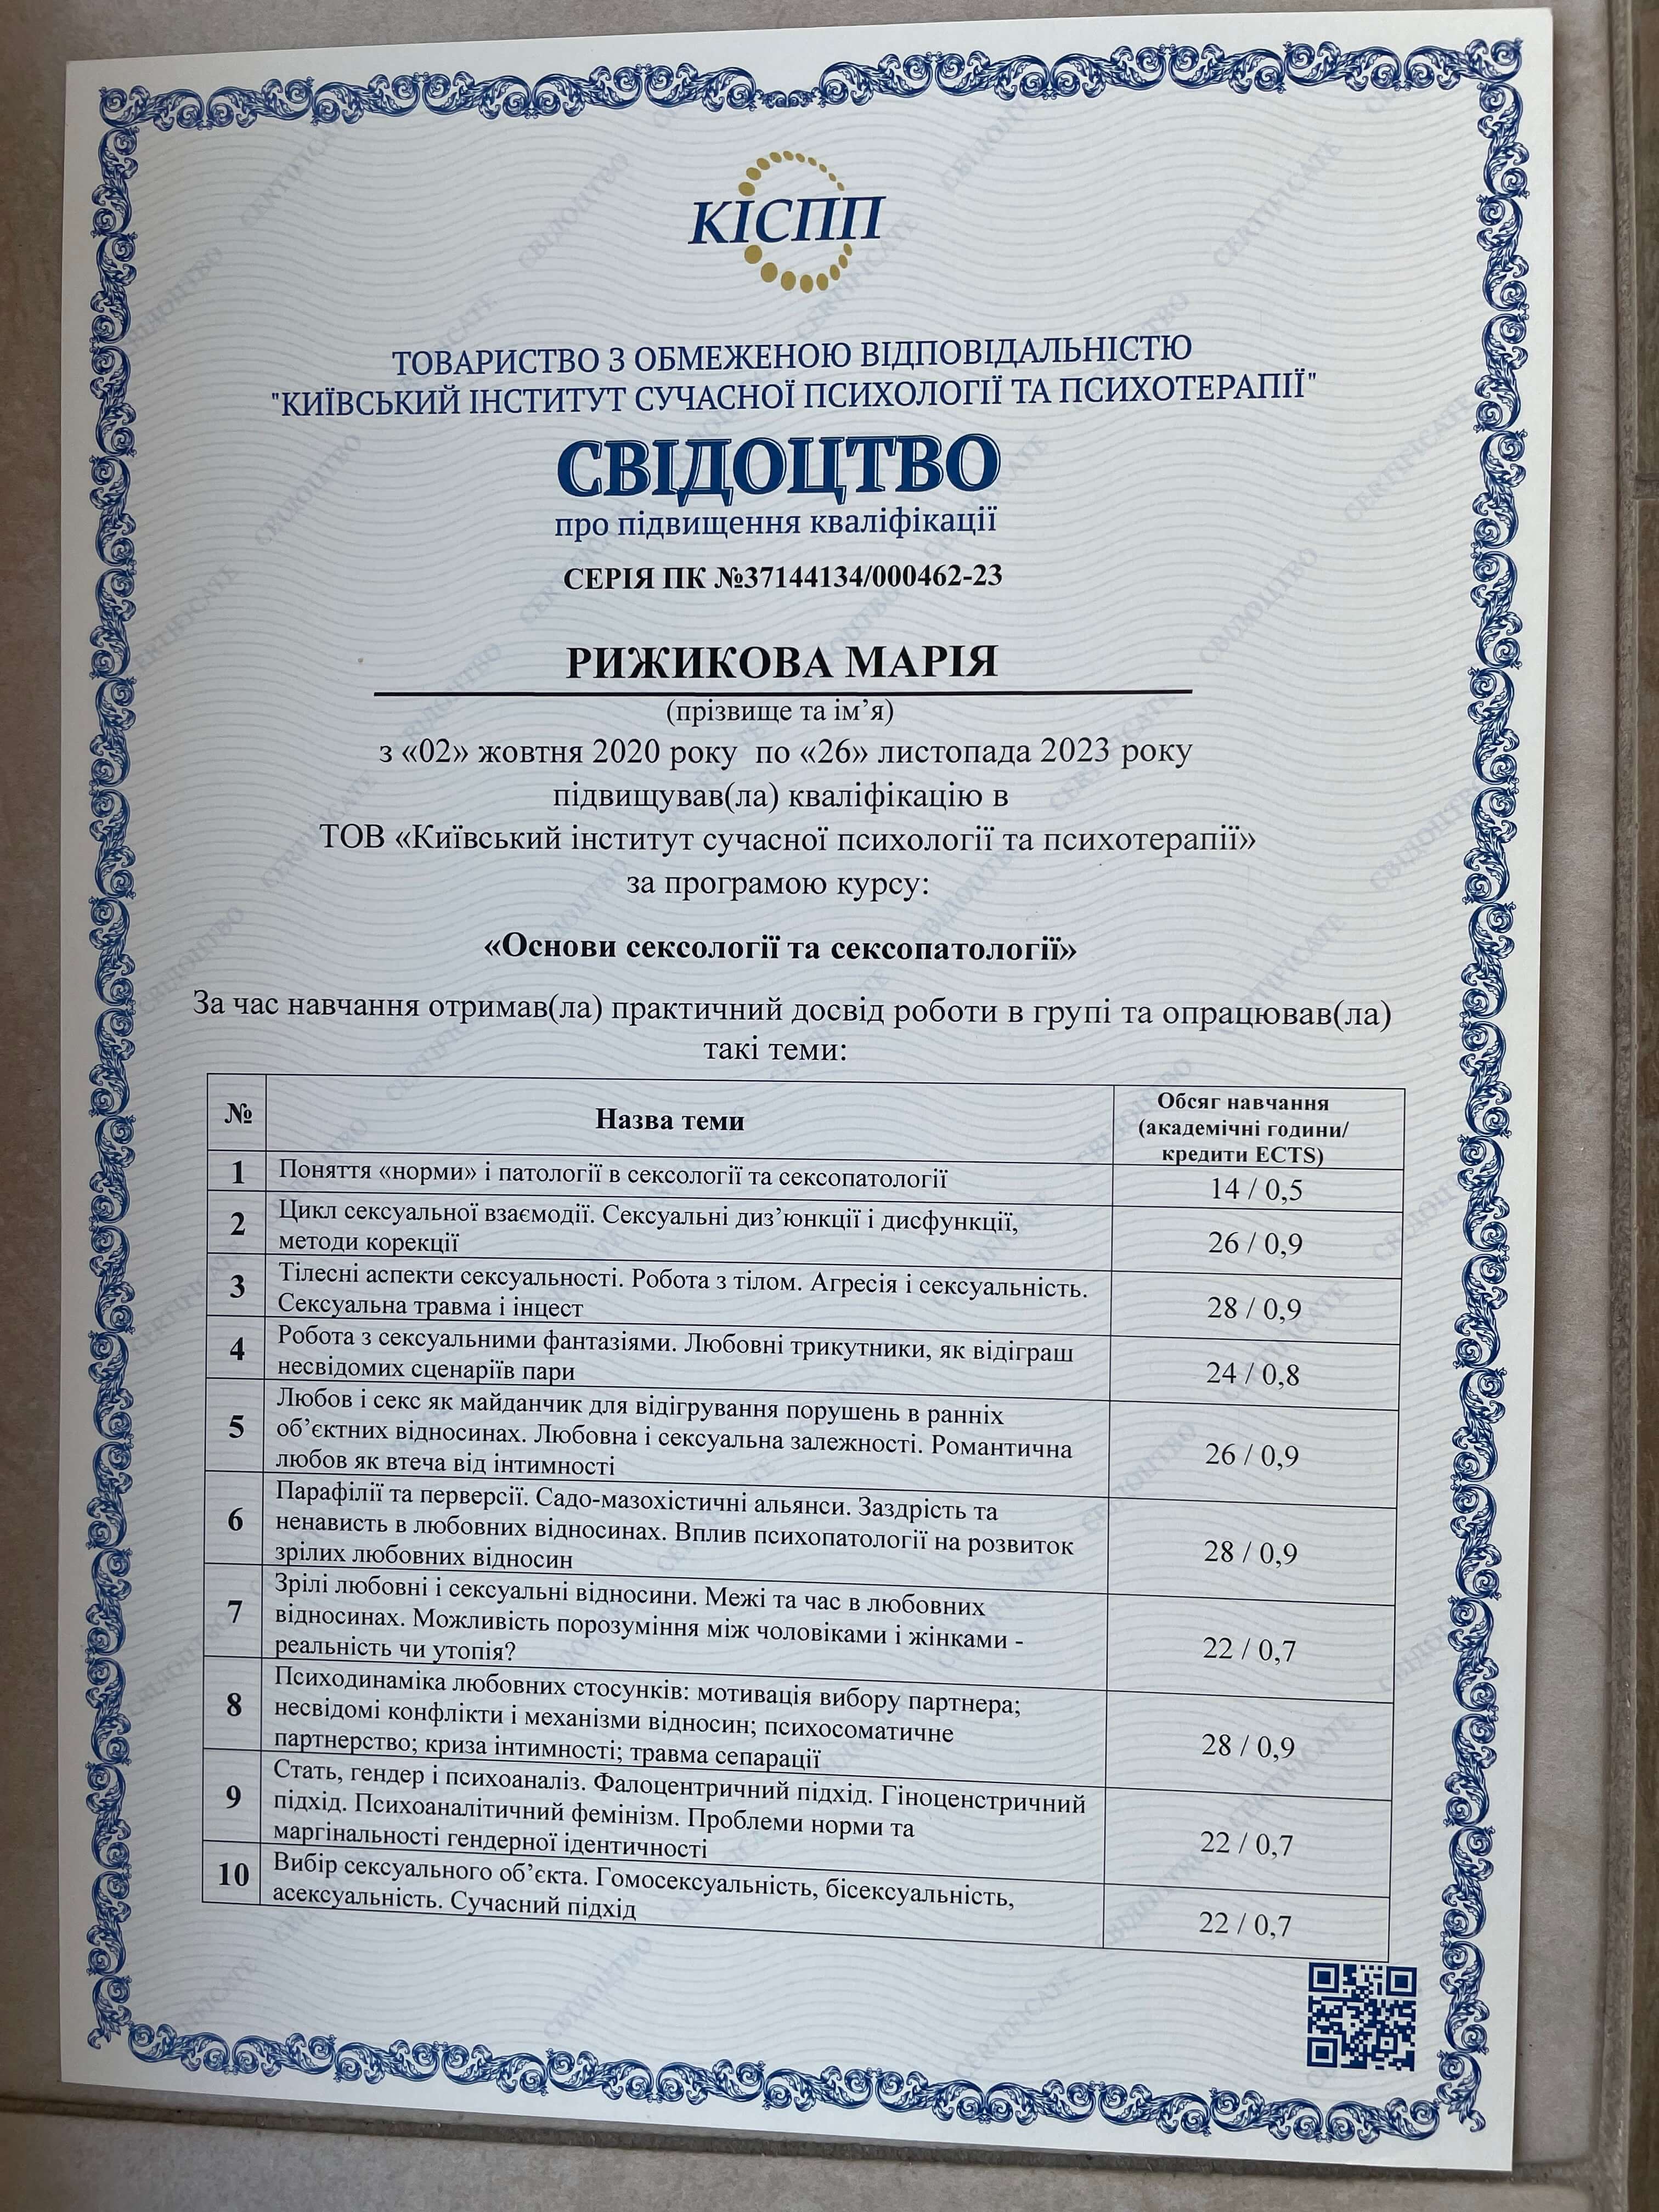 КІСПП
ТОВАРИСТВО З ОБМЕЖЕНОЮ ВІДПОВІДАЛЬНІСТЮ
"КИЇВСЬКИЙ ІНСТИТУТ СУЧАСНОЇ ПСИХОЛОГІЇ ТА ПСИХОТЕРАПІЇ"
СВІДОЦТВО
про підвищення кваліфікації
СЕРІЯ ПК №37144134/000462-23
РИЖИКОВА МАРІЯ
(прізвище та ім’я)
з «02» жовтня 2020 року по «26» листопада 2023 року
підвищував(ла) кваліфікацію в
ТОВ «Київський інститут сучасної психології та психотерапії»
за програмою курсу:
«Основи сексології та сексопатології»
За час навчання отримав(ла) практичний досвід роботи в групі та опрацював(ла)
такі теми:
№
Назва теми
Обсяг навчання
(академічні години/
кредити ECTS)
1
Поняття «норми» і патології в сексології та сексопатології
14 / 0,5
2
Цикл сексуальної взаємодії. Сексуальні диз’юнкції і дисфункції,
методи корекції
26 / 0,9
3
Тілесні аспекти сексуальності. Робота з тілом. Агресія і сексуальність.
Сексуальна травма і інцест
28 / 0,9
4
Робота з сексуальними фантазіями. Любовні трикутники, як відіграш
несвідомих сценаріїв пари
24 / 0,8
5
Любов і секс як майданчик для відігрування порушень в ранніх
об’єктних відносинах. Любовна і сексуальна залежності. Романтична
любов як втеча від інтимності
26 / 0,9
6
Парафілії та перверсії. Садо-мазохістичні альянси. Заздрість та
ненависть в любовних відносинах. Вплив психопатології на розвиток
зрілих любовних відносин
28 / 0,9
7
Зрілі любовні і сексуальні відносини. Межі та час в любовних
відносинах. Можливість порозуміння між чоловіками і жінками -
реальність чи утопія?
22 / 0,7
8
Психодинаміка любовних стосунків: мотивація вибору партнера;
несвідомі конфлікти і механізми відносин; психосоматичне
партнерство; криза інтимності; травма сепарації
28 / 0,9
9
Стать, гендер і психоаналіз. Фалоцентричний підхід. Гіноценстричний
підхід. Психоаналітичний фемінізм. Проблеми норми та
маргінальності гендерної ідентичності
22 / 0,7
10
Вибір сексуального об’єкта. Гомосексуальність, бісексуальність,
асексуальність. Сучасний підхід
22 / 0,7